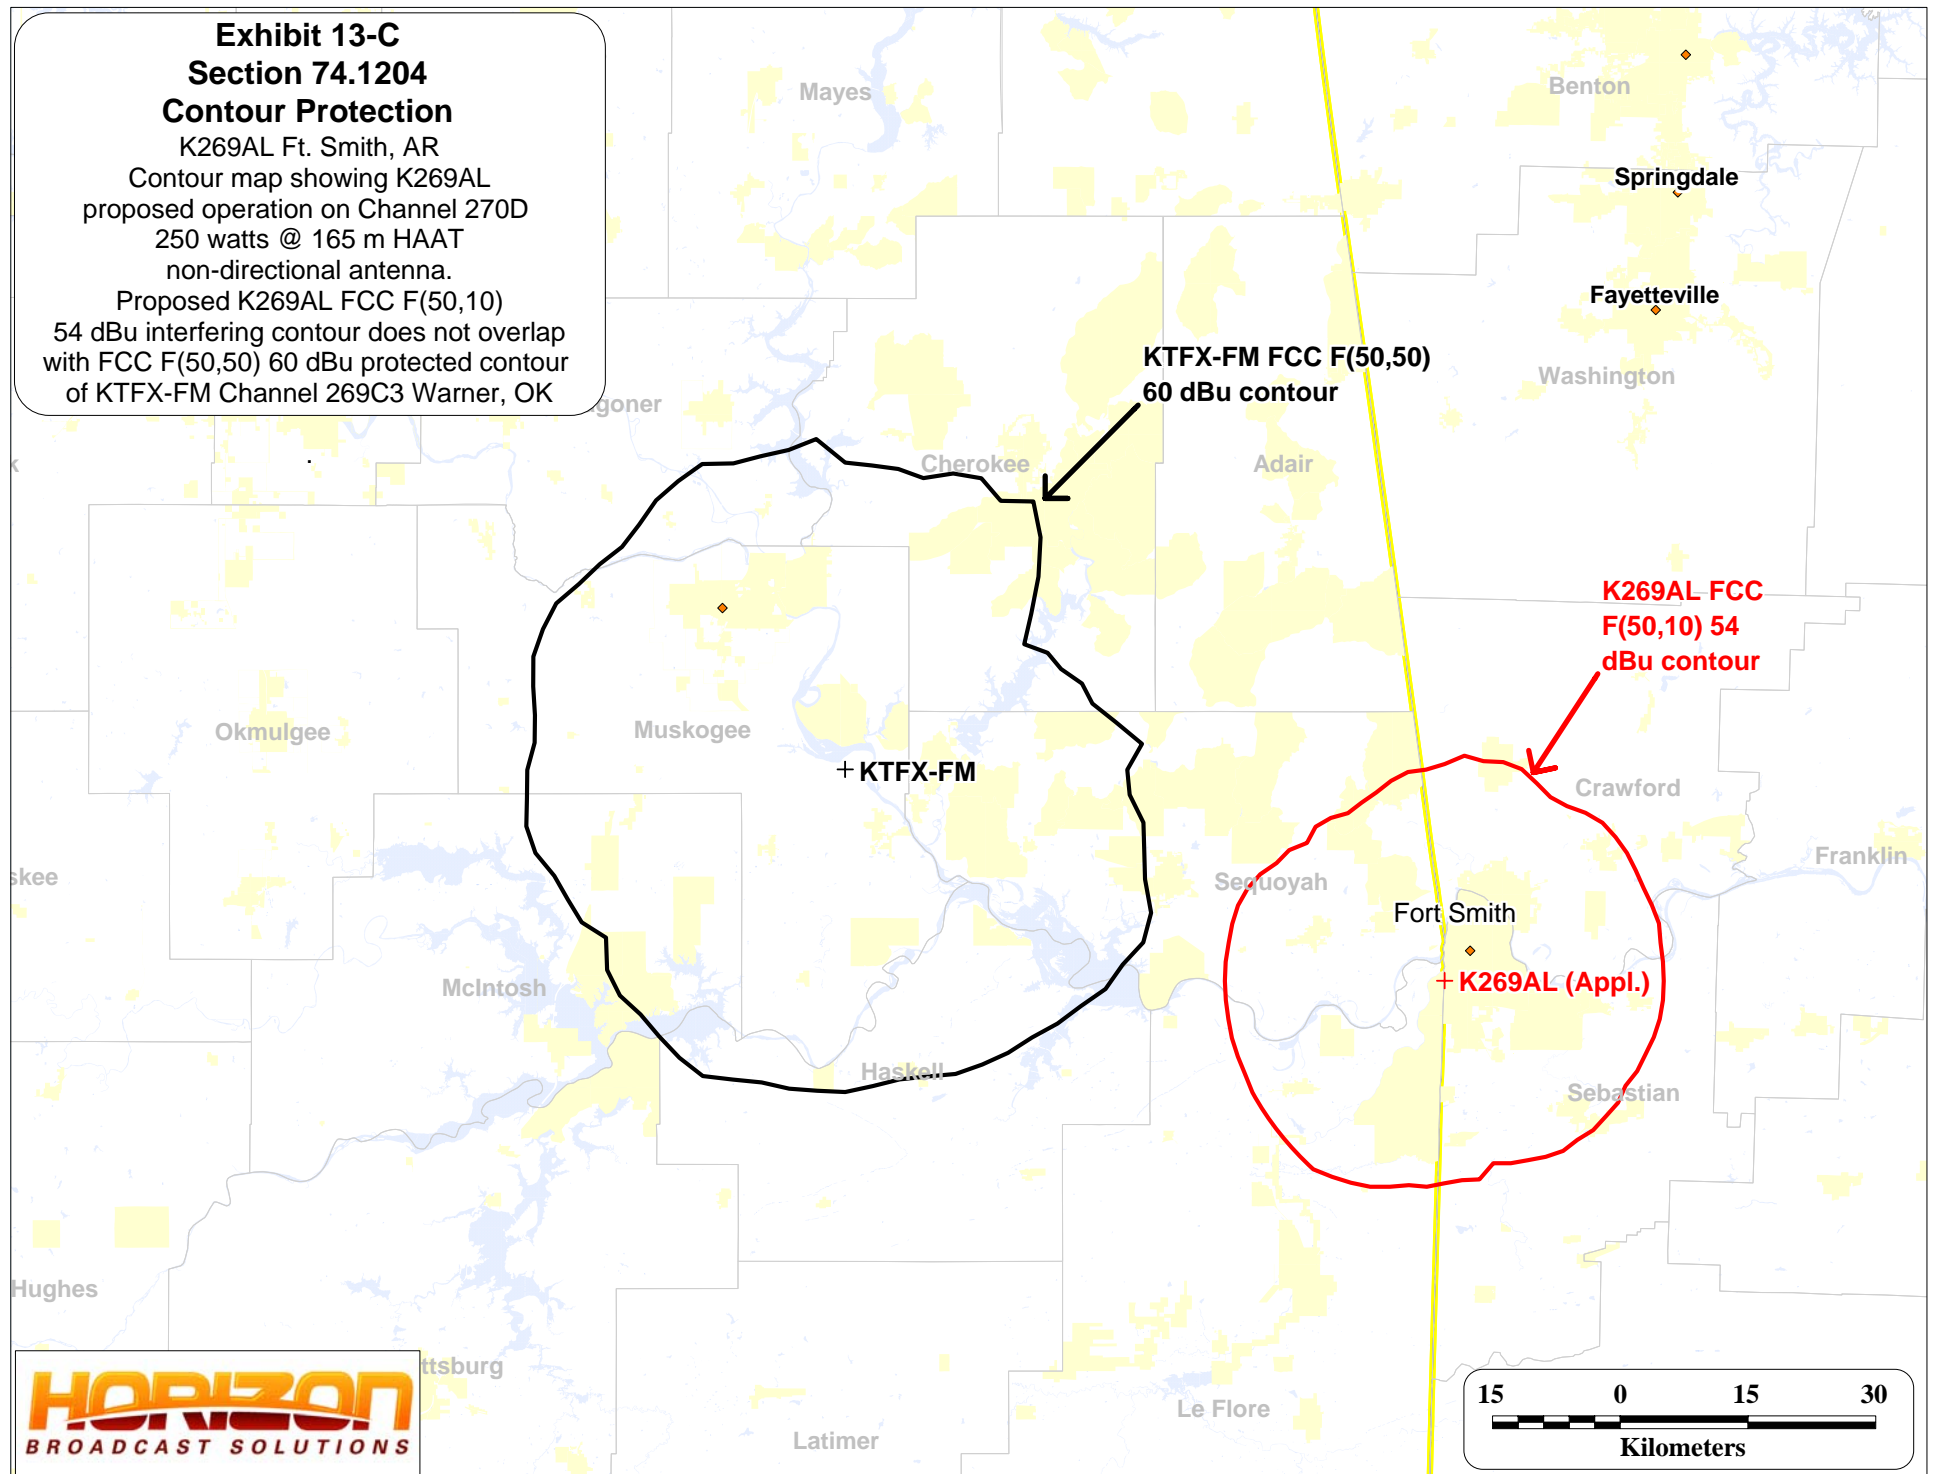 Exhibit 13-C
Section 74.1204
Contour Protection
K269AL Ft. Smith, AR
Contour map showing K269AL
proposed operation on Channel 270D
250 watts @ 165 m HAAT
non-directional antenna.
Proposed K269AL FCC F(50,10)
54 dBu interfering contour does not overlap
with FCC F(50,50) 60 dBu protected contour
of KTFX-FM Channel 269C3 Warner, OK
Mayes
Benton
Springdale
Fayetteville
KTFX-FM FCC F(50,50)
60 dBu contour
Washington
goner
k
Cherokee
Adair
K269AL FCC
F(50,10) 54
dBu contour
Okmulgee
Muskogee
KTFX-FM
Crawford
Franklin
skee
Sequoyah
Fort Smith
K269AL (Appl.)
McIntosh
Haskell
Sebastian
Hughes
ttsburg
Le Flore
Latimer
HORIZON
BROADCAST SOLUTIONS
15 0 15 30
Kilometers